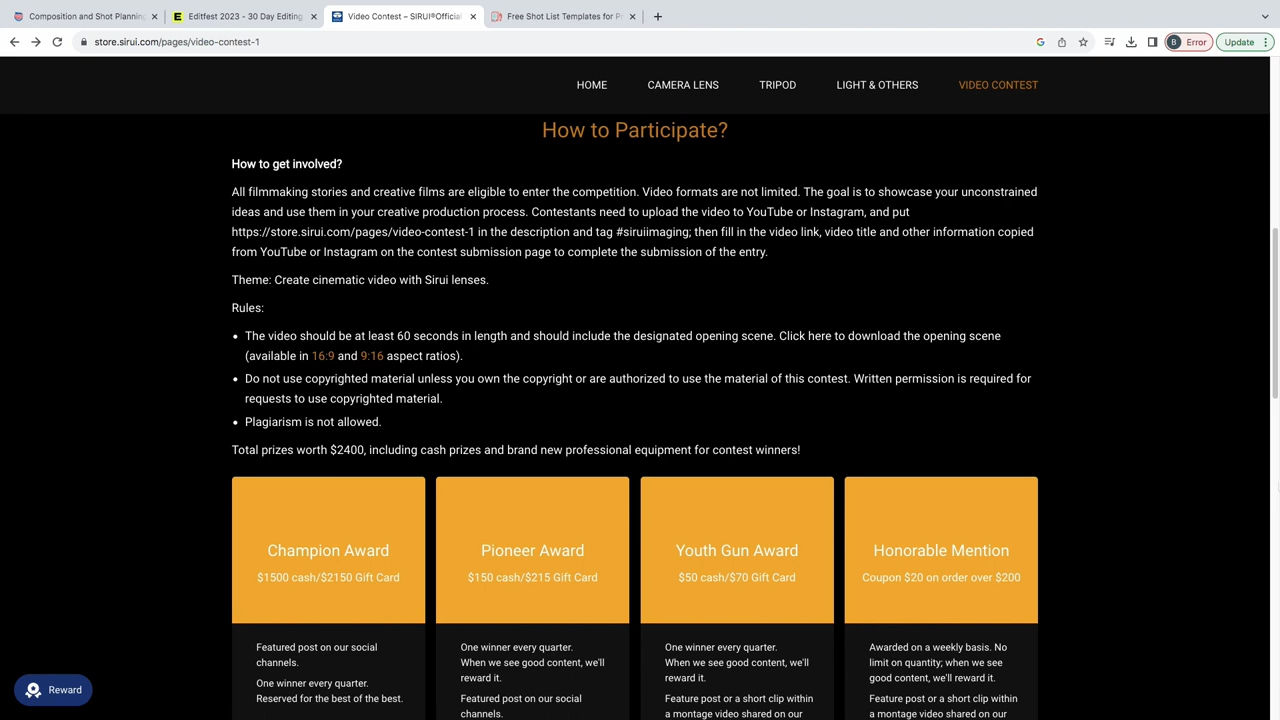 Composition and Shot Planning
Editfest 2023 - 30 Day Editing
Video Contest – SIRUI®Official
Free Shot List Templates for P
store.sirui.com/pages/video-contest-1
B
Error
Update
HOME
CAMERA LENS
TRIPOD
LIGHT & OTHERS
VIDEO CONTEST
How to Participate?
How to get involved?
All filmmaking stories and creative films are eligible to enter the competition. Video formats are not limited. The goal is to showcase your unconstrained
ideas and use them in your creative production process. Contestants need to upload the video to YouTube or Instagram, and put
https://store.sirui.com/pages/video-contest-1 in the description and tag #siruiimaging; then fill in the video link, video title and other information copied
from YouTube or Instagram on the contest submission page to complete the submission of the entry.
Theme: Create cinematic video with Sirui lenses.
Rules:
• The video should be at least 60 seconds in length and should include the designated opening scene. Click here to download the opening scene
(available in 16:9 and 9:16 aspect ratios).
• Do not use copyrighted material unless you own the copyright or are authorized to use the material of this contest. Written permission is required for
requests to use copyrighted material.
• Plagiarism is not allowed.
Total prizes worth $2400, including cash prizes and brand new professional equipment for contest winners!
Champion Award
$1500 cash/$2150 Gift Card
Featured post on our social
channels.
One winner every quarter.
Reserved for the best of the best.
Pioneer Award
$150 cash/$215 Gift Card
One winner every quarter.
When we see good content, we'll
reward it.
Featured post on our social
channels.
Youth Gun Award
$50 cash/$70 Gift Card
One winner every quarter.
When we see good content, we'll
reward it.
Feature post or a short clip within
a montage video shared on our
Honorable Mention
Coupon $20 on order over $200
Awarded on a weekly basis. No
limit on quantity; when we see
good content, we'll reward it.
Feature post or a short clip within
a montage video shared on our
Reward